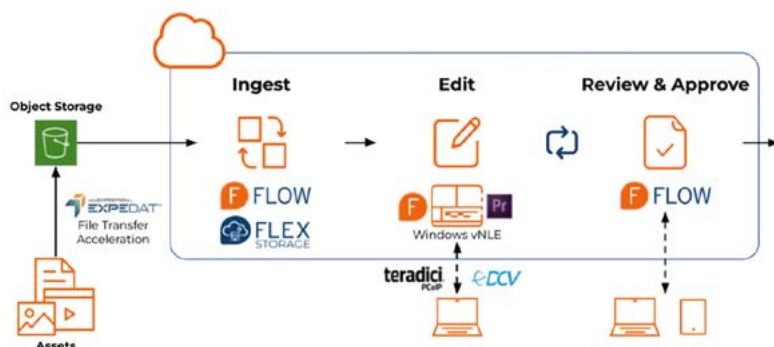 Ingest
Edit
Review & Approve
Object Storage
F FLOW
FLEX
STORAGE
F
Pr
Windows vNLE
F FLOW
EXPEDAT
File Transfer
Acceleration
teradici
PCoIP
DCV
Assets